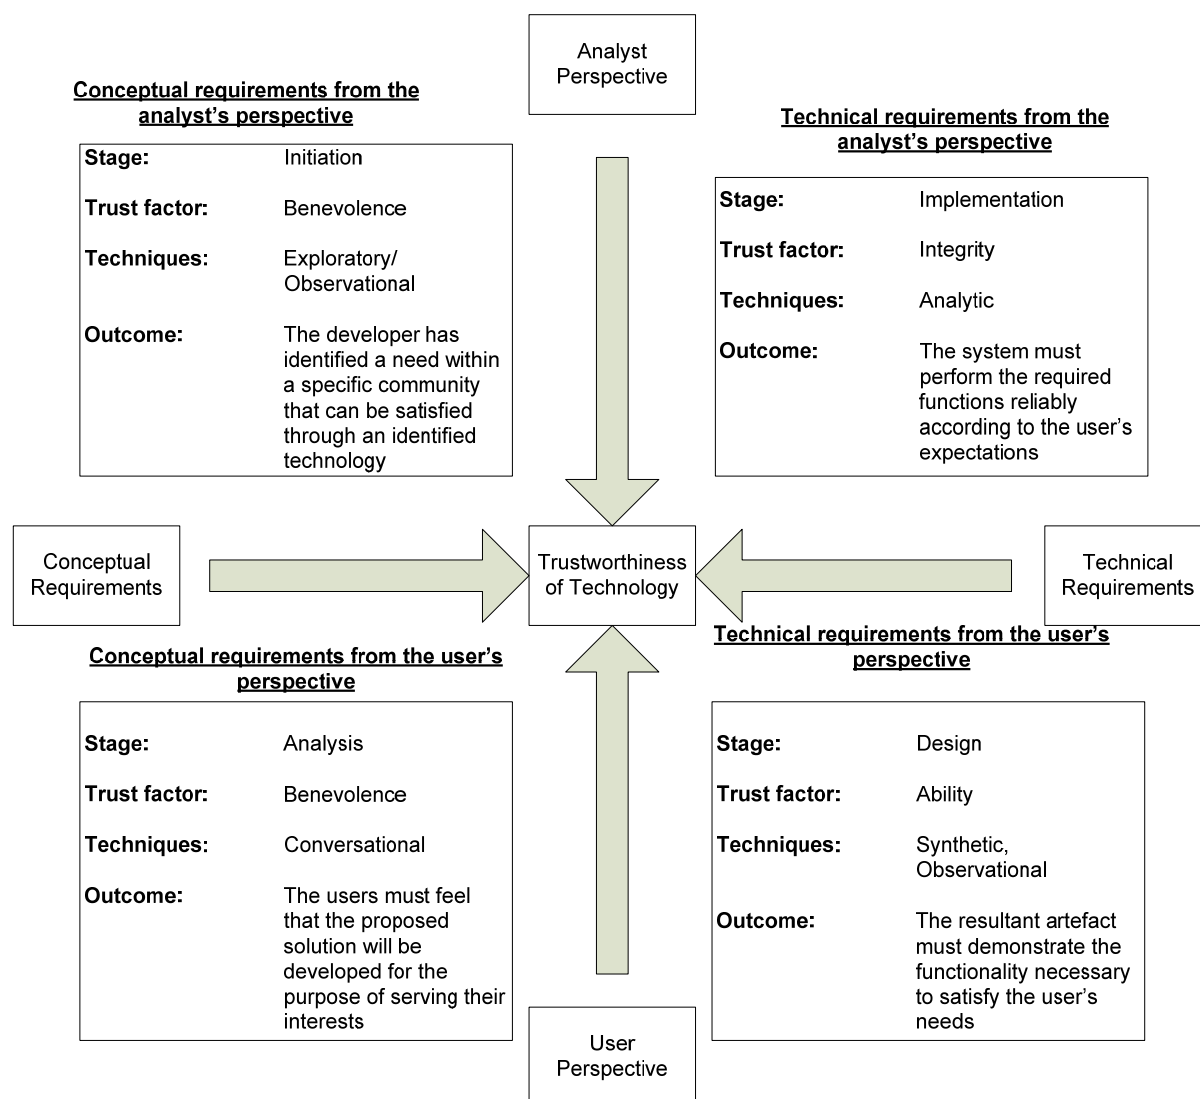 Analyst
Perspective
Conceptual requirements from the
analyst's perspective
Stage: Initiation
Trust factor: Benevolence
Techniques: Exploratory/
Observational
Outcome: The developer has
identified a need within
a specific community
that can be satisfied
through an identified
technology
Technical requirements from the
analyst's perspective
Stage: Implementation
Trust factor: Integrity
Techniques: Analytic
Outcome: The system must
perform the required
functions reliably
according to the user's
expectations
Conceptual
Requirements
Trustworthiness
of Technology
Technical
Requirements
Conceptual requirements from the user's
perspective
Stage: Analysis
Trust factor: Benevolence
Techniques: Conversational
Outcome: The users must feel
that the proposed
solution will be
developed for the
purpose of serving their
interests
Technical requirements from the user's
perspective
Stage: Design
Trust factor: Ability
Techniques: Synthetic,
Observational
Outcome: The resultant artefact
must demonstrate the
functionality necessary
to satisfy the user's
needs
User
Perspective